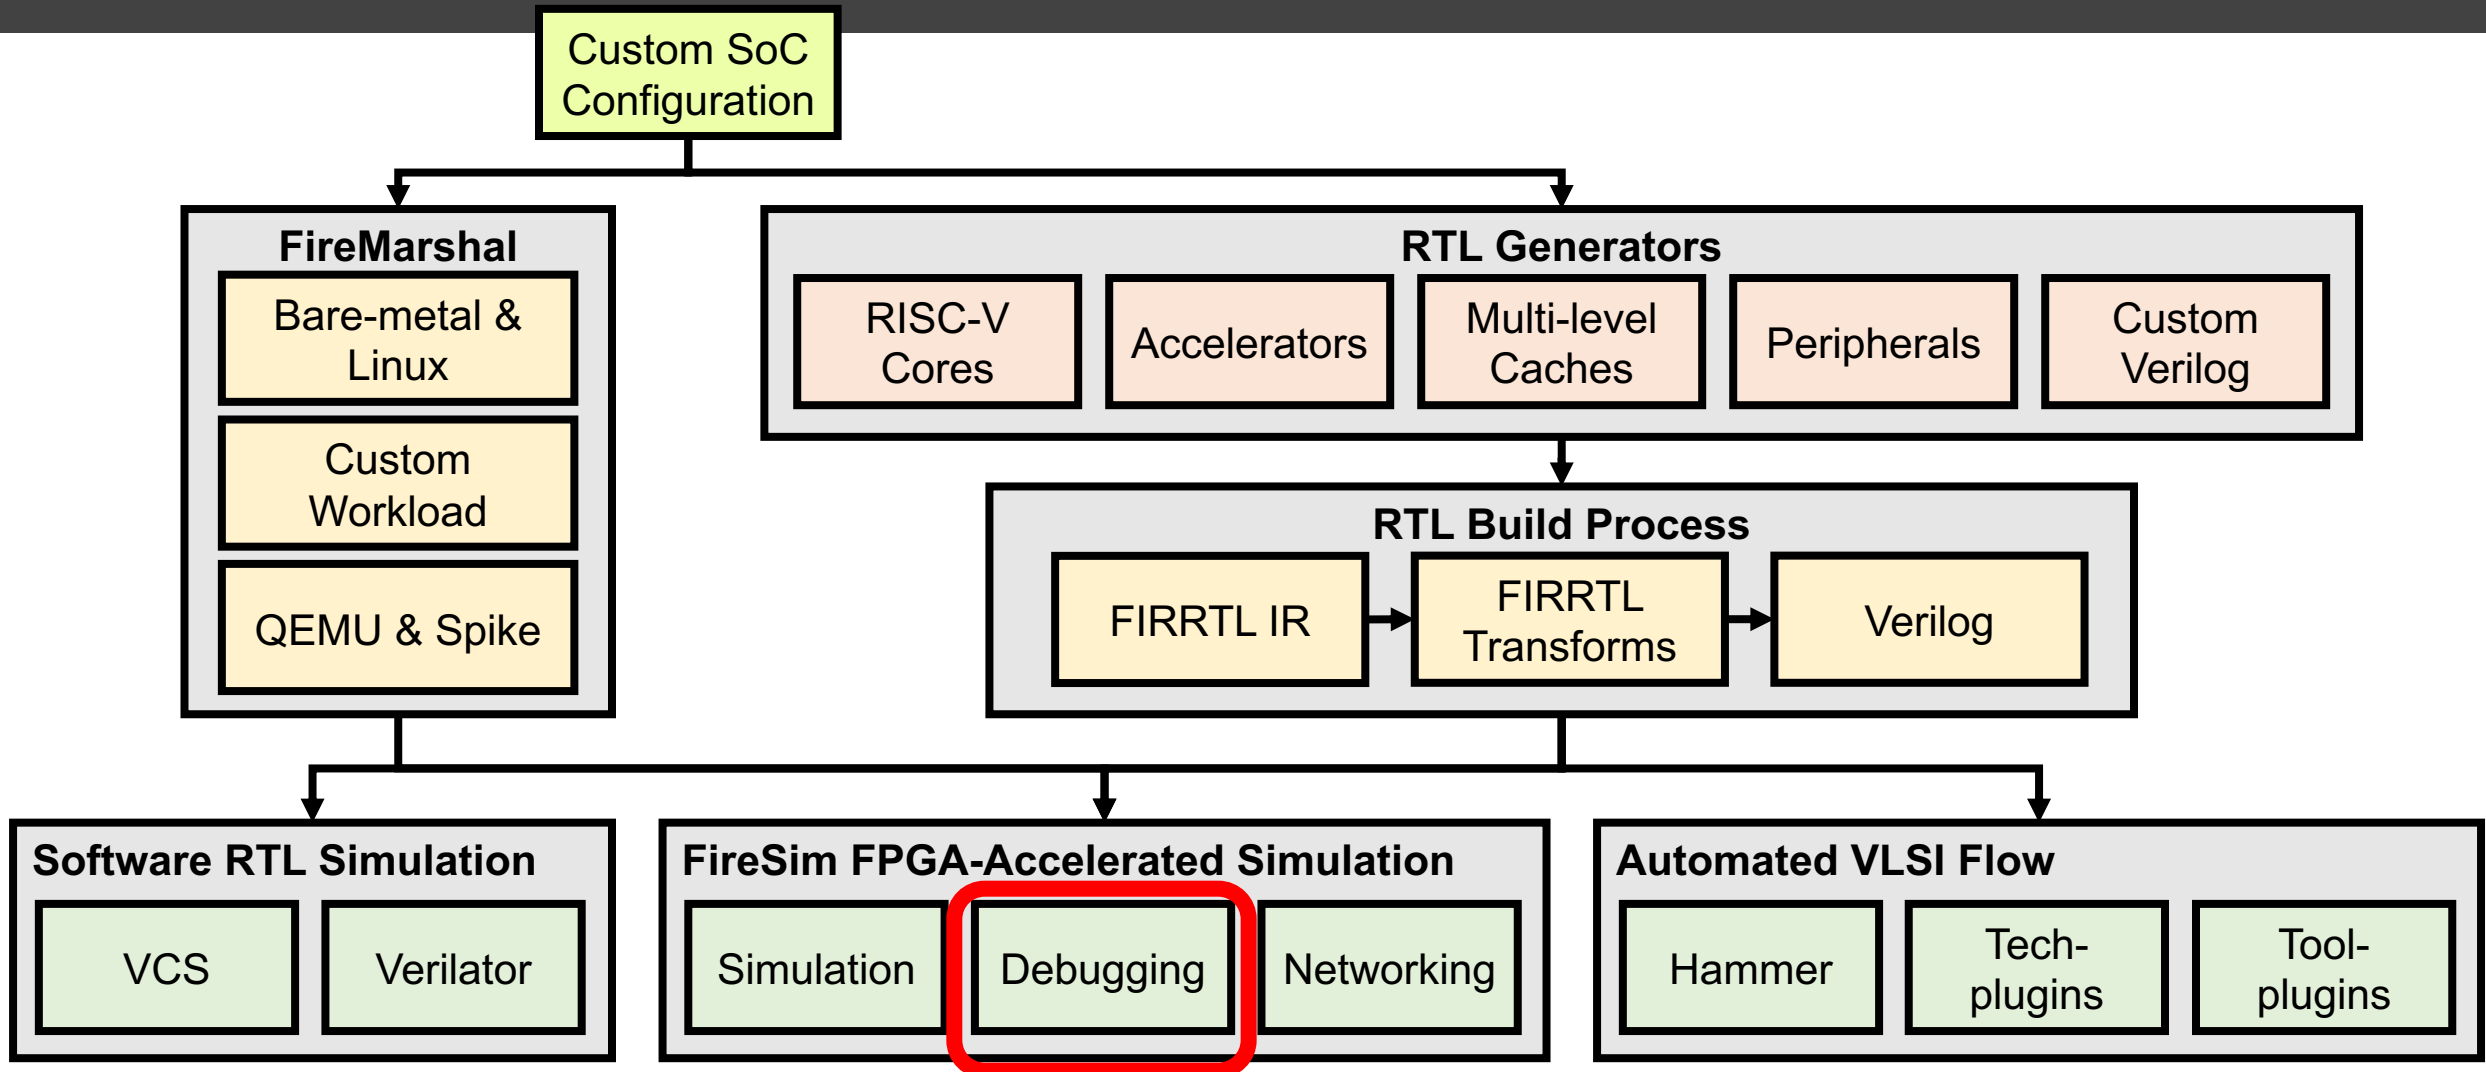 Custom SoC
Configuration
FireMarshal
Bare-metal &
Linux
Custom
Workload
QEMU & Spike
RTL Generators
RISC-V
Cores
Accelerators
Multi-level
Caches
Peripherals
Custom
Verilog
RTL Build Process
FIRRTL IR
FIRRTL
Transforms
Verilog
Software RTL Simulation
VCS
Verilator
FireSim FPGA-Accelerated Simulation
Simulation
Debugging
Networking
Automated VLSI Flow
Hammer
Tech-
plugins
Tool-
plugins